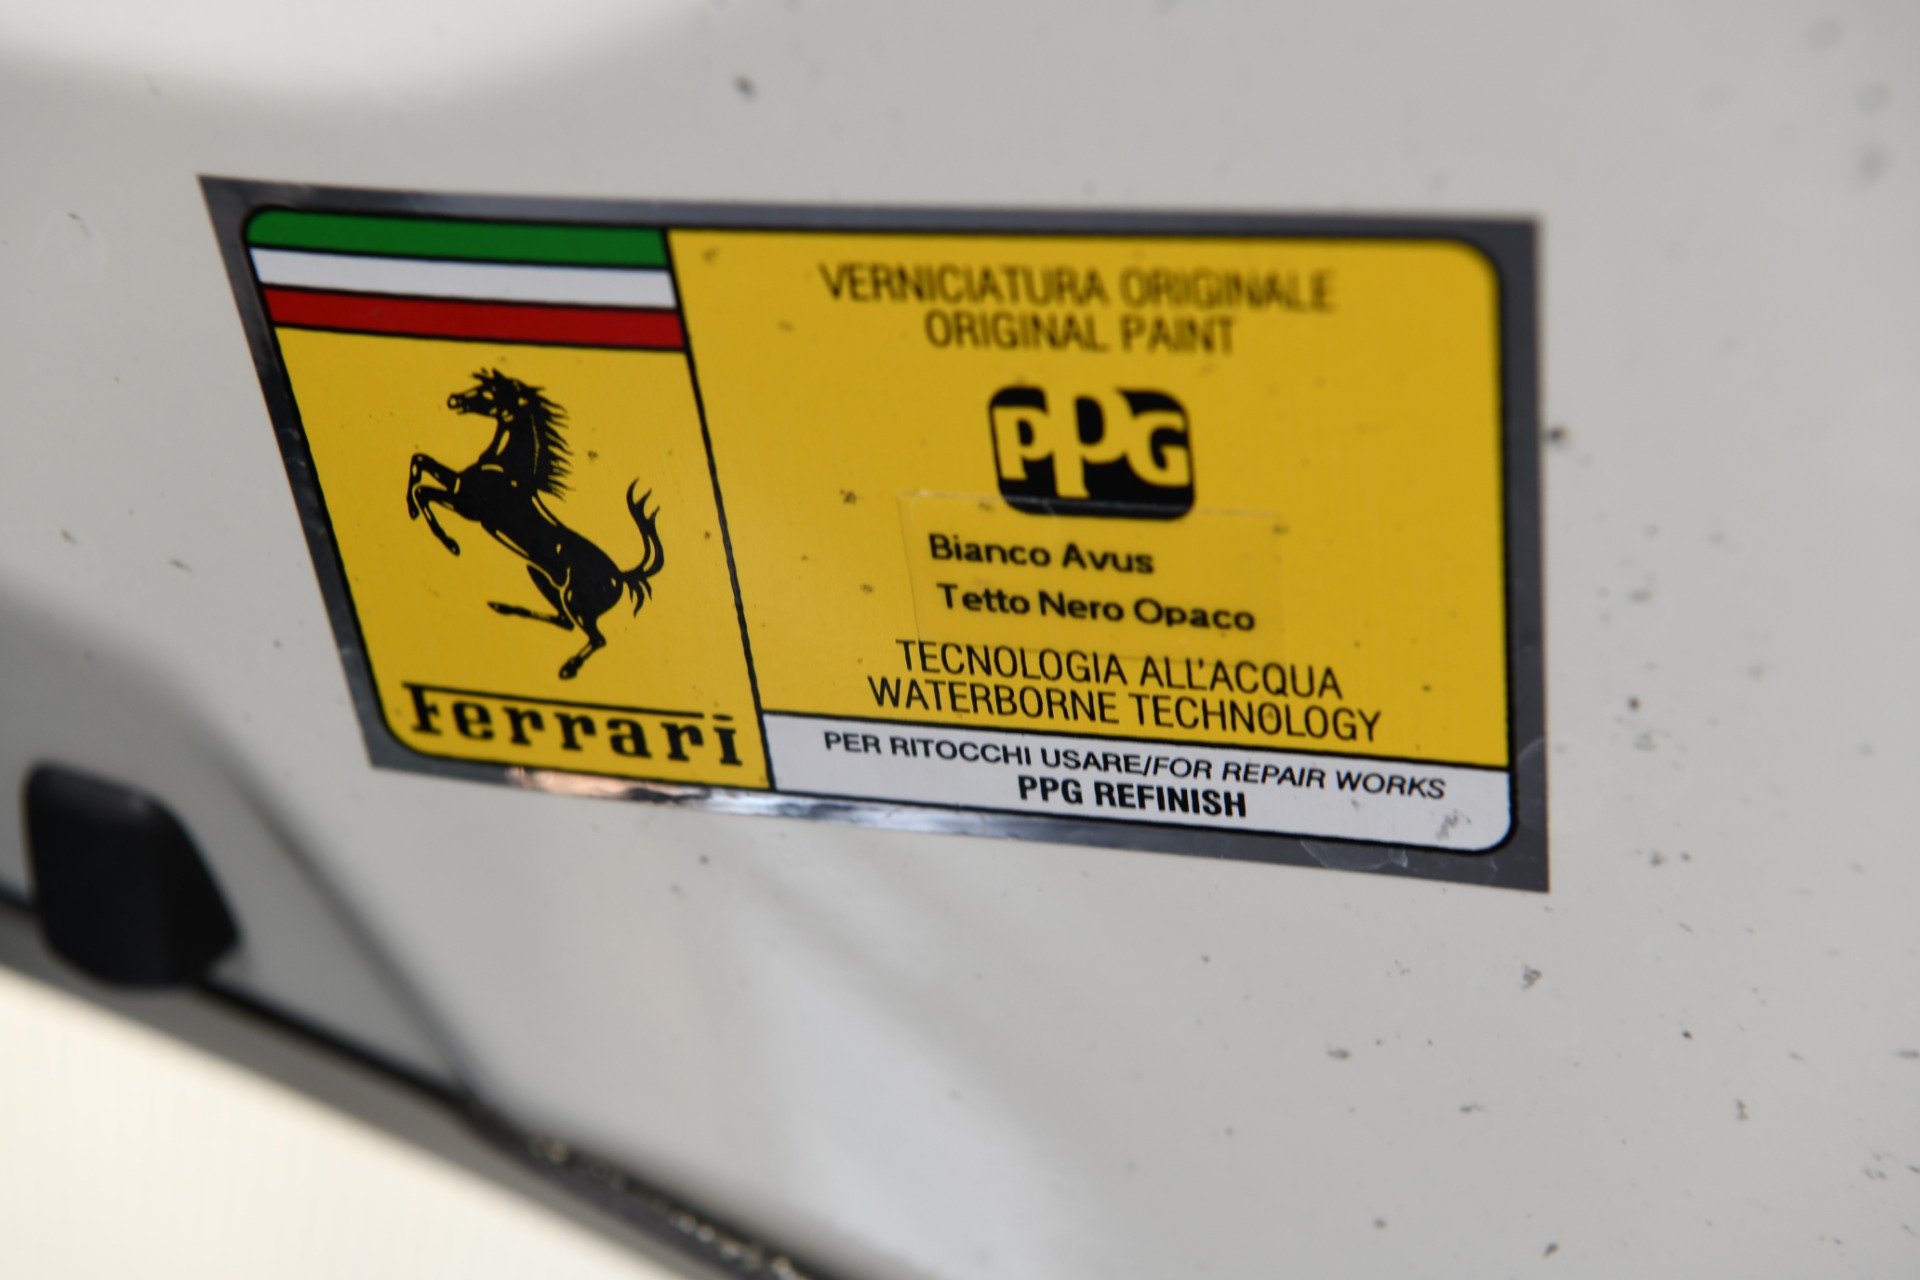 VERNICIATURA ORIGINALE
ORIGINAL PAINT
PPG
Bianco Avus
Tetto Nero Opaco
TECNOLOGIA ALL'ACQUA
WATERBORNE TECHNOLOGY
Ferrari
PER RITOCCHI USARE/FOR REPAIR WORKS
PPG REFINISH